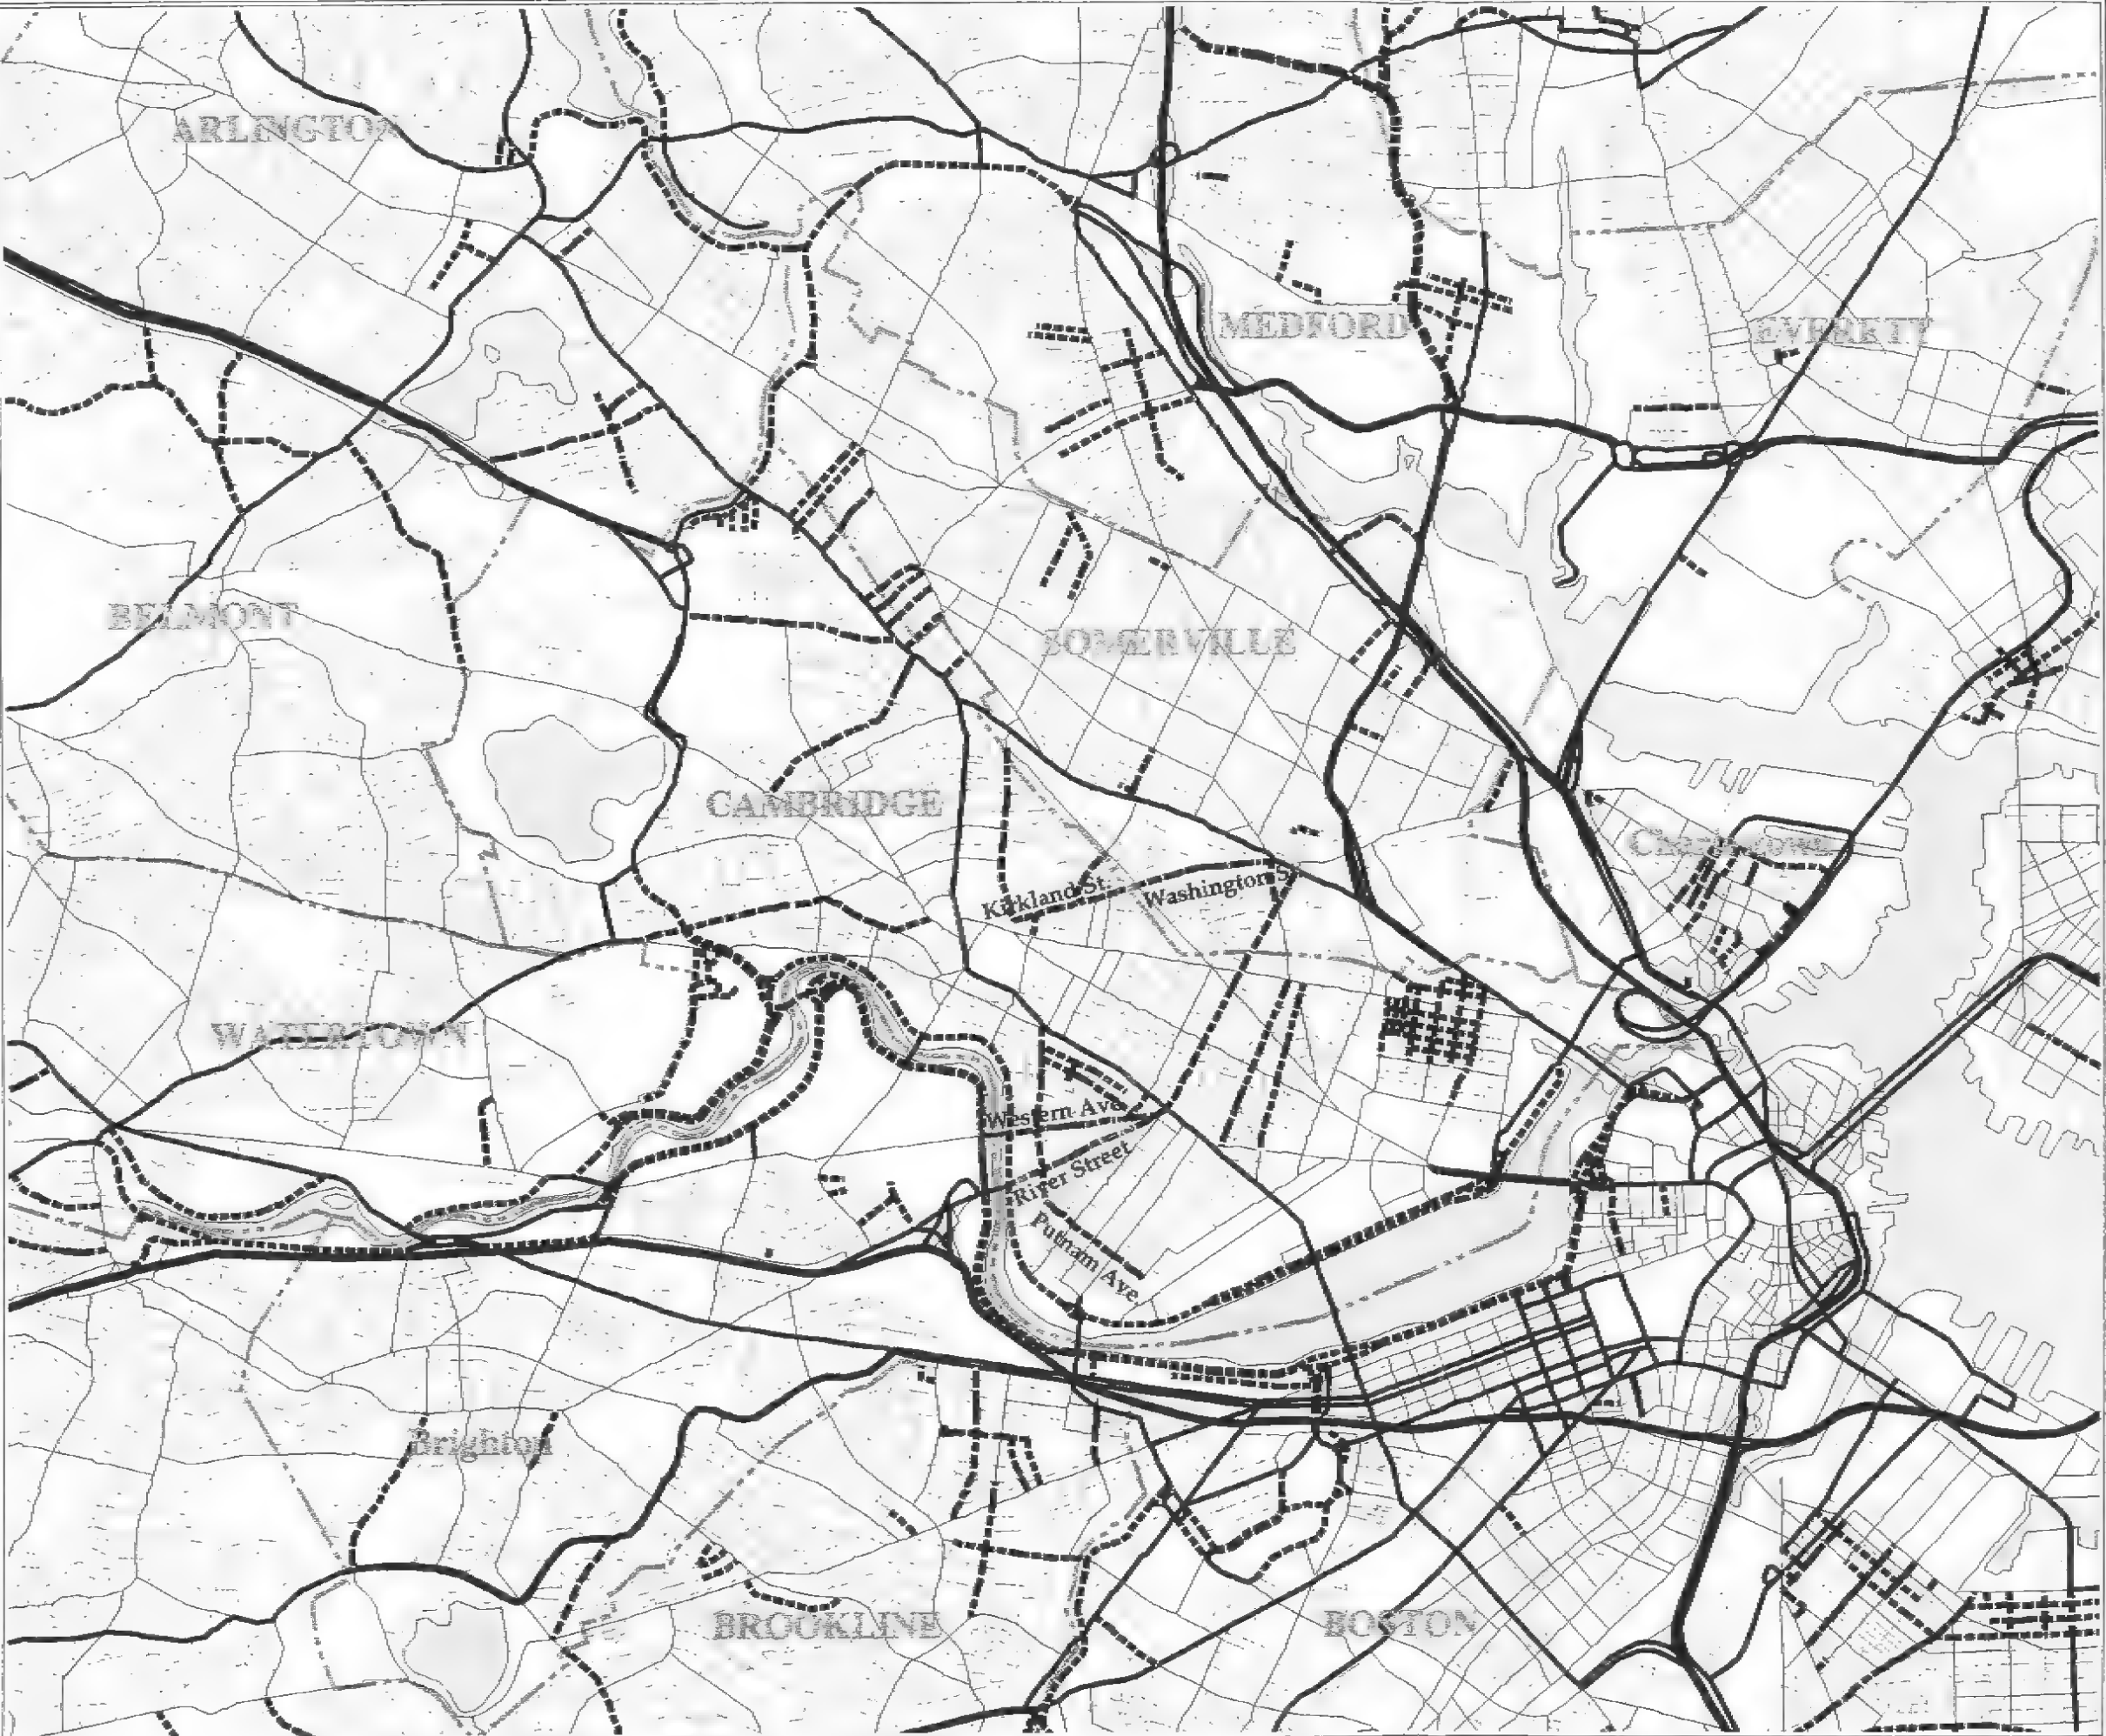 ARLINGTON
MEDFORD
EVERETT
BELMONT
SOMERVILLE
CAMBRIDGE
Charlestown
Kirkland St.
Washington S
WATERTOWN
Western Ave
River Street
Putnam Ave
Brighton
BROOKLINE
BOSTON